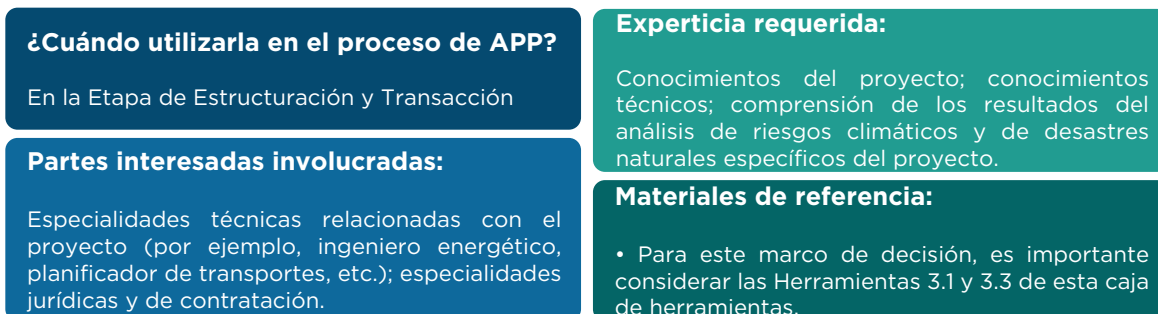 ¿Cuándo utilizarla en el proceso de APP?
En la Etapa de Estructuración y Transacción
Partes interesadas involucradas:
Especialidades técnicas relacionadas con el
proyecto (por ejemplo, ingeniero energético,
planificador de transportes, etc.); especialidades
jurídicas y de contratación.
Experticia requerida:
Conocimientos del proyecto; conocimientos
técnicos; comprensión de los resultados del
análisis de riesgos climáticos y de desastres
naturales específicos del proyecto.
Materiales de referencia:
• Para este marco de decisión, es importante
considerar las Herramientas 3.1 y 3.3 de esta caja
de herramientas.